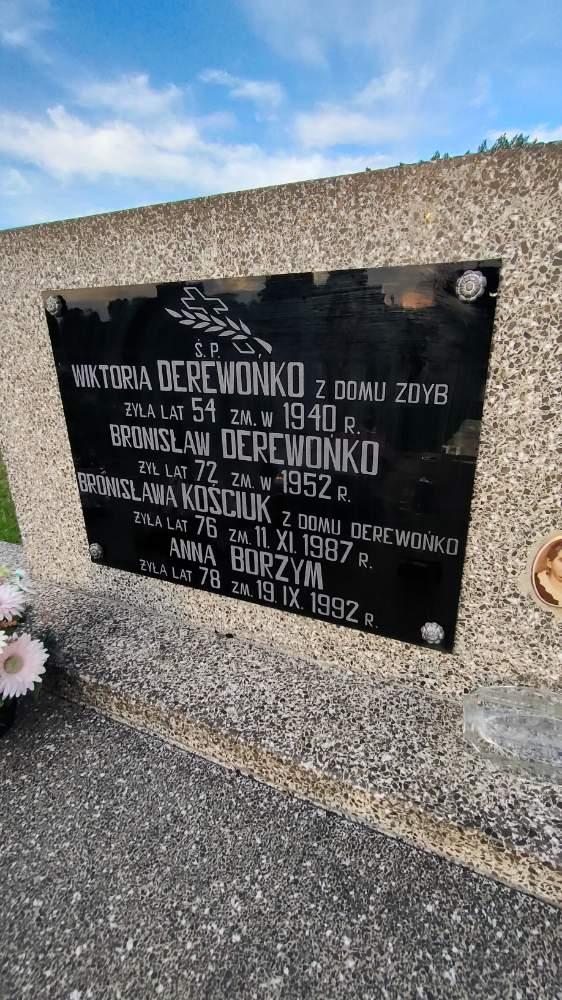 Ś.P.
WIKTORIA DEREWOŃKO Z DOMU ZDYB
ŻYŁA LAT 54 ZM. W 1940 R.
BRONISŁAW DEREWOŃKO
ŻYŁ LAT 72 ZM. W 1952 R.
BRONISŁAWA KOŚCIUK Z DOMU DEREWOŃKO
ŻYŁA LAT 76 ZM. 11. XI. 1987 R.
ANNA BORZYM
ŻYŁA LAT 78 ZM. 19. IX. 1992 R.